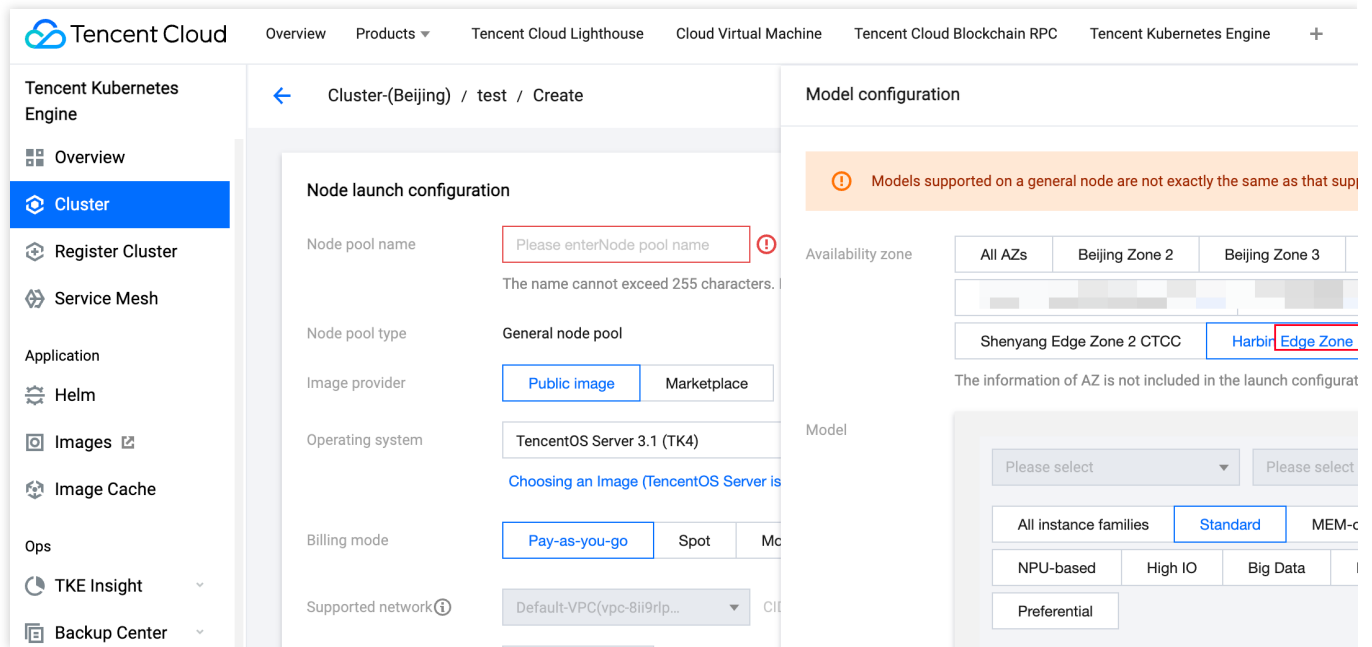 Tencent Cloud
Overview
Products
Tencent Cloud Lighthouse
Cloud Virtual Machine
Tencent Cloud Blockchain RPC
Tencent Kubernetes Engine
Tencent Kubernetes
Engine
Overview
Cluster
Register Cluster
Service Mesh
Application
Helm
Images
Image Cache
Ops
TKE Insight
Backup Center
Cluster-(Beijing) / test / Create
Node launch configuration
Node pool name
Please enterNode pool name
The name cannot exceed 255 characters.
Node pool type
General node pool
Image provider
Public image
Marketplace
Operating system
TencentOS Server 3.1 (TK4)
Choosing an Image (TencentOS Server is
Billing mode
Pay-as-you-go
Spot
Supported network
Default-VPC(vpc-8ii9rlp...
Model configuration
Models supported on a general node are not exactly the same as that
Availability zone
All AZs
Beijing Zone 2
Beijing Zone 3
Shenyang Edge Zone 2 CTCC
Harbin Edge Zone
The information of AZ is not included in the launch
Model
Please select
Please select
All instance families
Standard
NPU-based
High IO
Big Data
Preferential